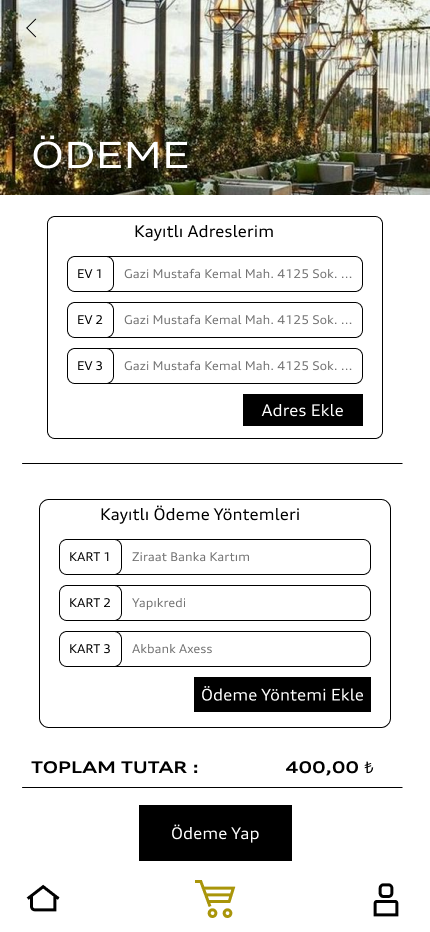 ÖDEME
Kayıtlı Adreslerim
EV 1 Gazi Mustafa Kemal Mah. 4125 Sok. ...
EV 2 Gazi Mustafa Kemal Mah. 4125 Sok. ...
EV 3 Gazi Mustafa Kemal Mah. 4125 Sok. ...
Adres Ekle
Kayıtlı Ödeme Yöntemleri
KART 1 Ziraat Banka Kartım
KART 2 Yapıkredi
KART 3 Akbank Axess
Ödeme Yöntemi Ekle
TOPLAM TUTAR : 400,00 ₺
Ödeme Yap